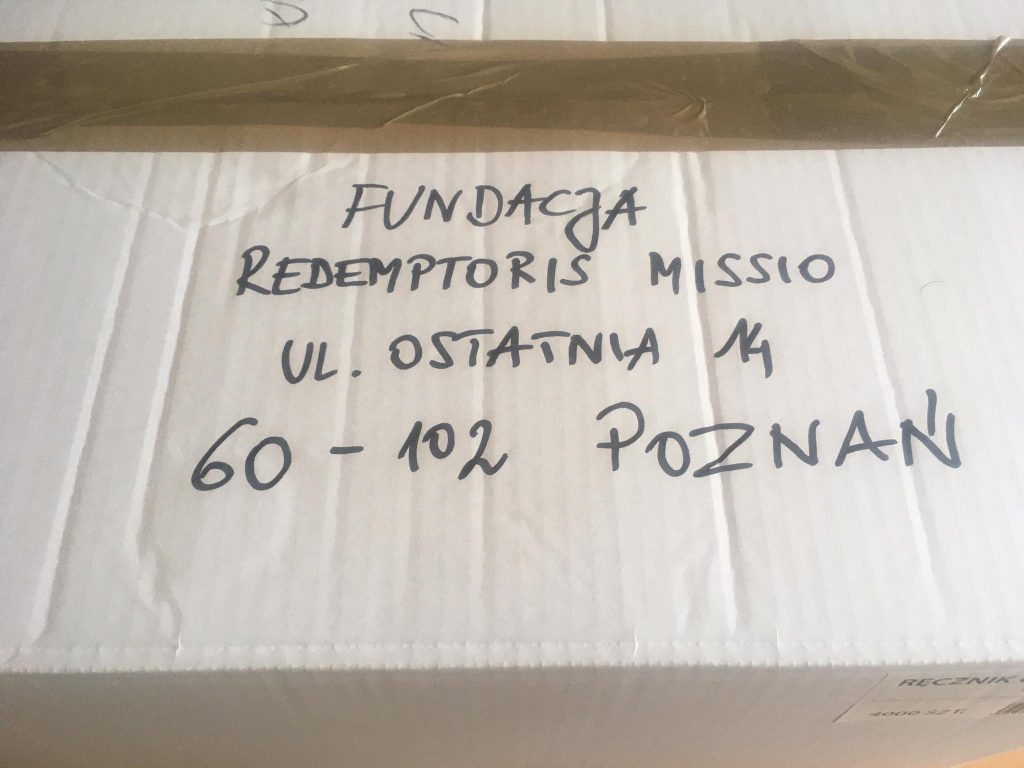 FUNDACJA
REDEMPTORIS MISSIO
UL. OSTATNIA 14
60-102 POZNAŃ
RĘCZNIK
4000 SZT.